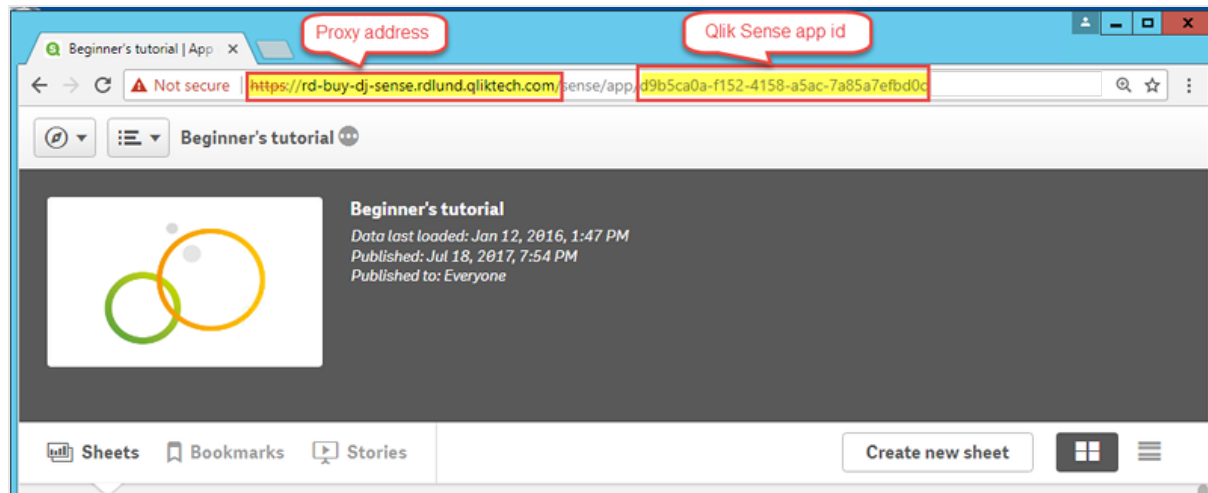 Proxy address
Qlik Sense app id
Beginner's tutorial | App
Not secure | https://rd-buy-dj-sense.rdlund.qliktech.com/sense/app/d9b5ca0a-f152-4158-a5ac-7a85a7efbd0c
Beginner's tutorial
Beginner's tutorial
Data last loaded: Jan 12, 2016, 1:47 PM
Published: Jul 18, 2017, 7:54 PM
Published to: Everyone
Sheets Bookmarks Stories Create new sheet